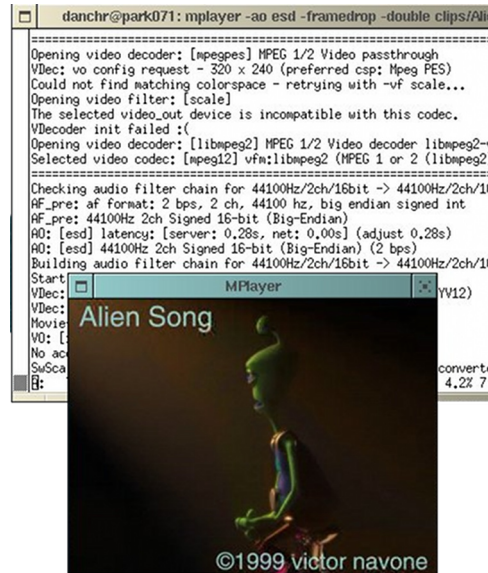 danchr@park071: mplayer -ao esd -framedrop -double clips/Ali
Opening video decoder: [mpegpes] MPEG 1/2 Video passthrough
VDec: vo config request - 320 x 240 (preferred csp: Mpeg PES)
Could not find matching colorspace - retrying with -vf scale...
Opening video filter: [scale]
The selected video_out device is incompatible with this codec.
VDecoder init failed :(
Opening video decoder: [libmpeg2] MPEG 1/2 Video decoder libmpeg2-v
Selected video codec: [mpeg12] vfm:libmpeg2 (MPEG 1 or 2 (libmpeg2
Checking audio filter chain for 44100Hz/2ch/16bit -> 44100Hz/2ch/1
AF_pre: af format: 2 bps, 2 ch, 44100 hz, big endian signed int
AF_pre: 44100Hz 2ch Signed 16-bit (Big-Endian)
AO: [esd] latency: [server: 0.28s, net: 0.00s] (adjust 0.28s)
AO: [esd] 44100Hz 2ch Signed 16-bit (Big-Endian) (2 bps)
Building audio filter chain for 44100Hz/2ch/16bit -> 44100Hz/2ch/1
Start
MPlayer
VDec: YV12)
VDec:
Movie-
VO: [
No acc
SwSca converte
4.2% 7
Alien Song
©1999 victor navone